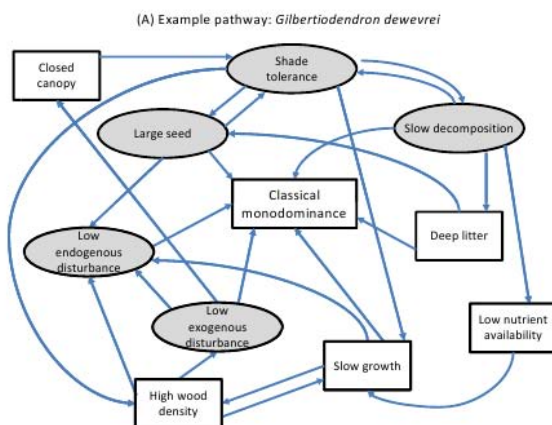 (A) Example pathway: Gilbertiodendron dewevrei
Closed
canopy
Shade
tolerance
Large seed
Slow decomposition
Classical
monodominance
Deep litter
Low
endogenous
disturbance
Low
exogenous
disturbance
Low nutrient
availability
Slow growth
High wood
density